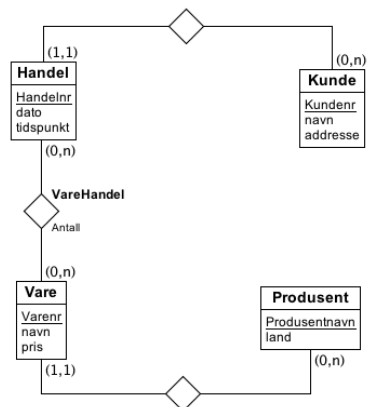 (1,1)
(0,n)
Handel
Handelnr
dato
tidspunkt
Kunde
Kundenr
navn
addresse
(0,n)
VareHandel
Antall
(0,n)
Vare
Varenr
navn
pris
Produsent
Produsentnavn
land
(1,1)
(0,n)